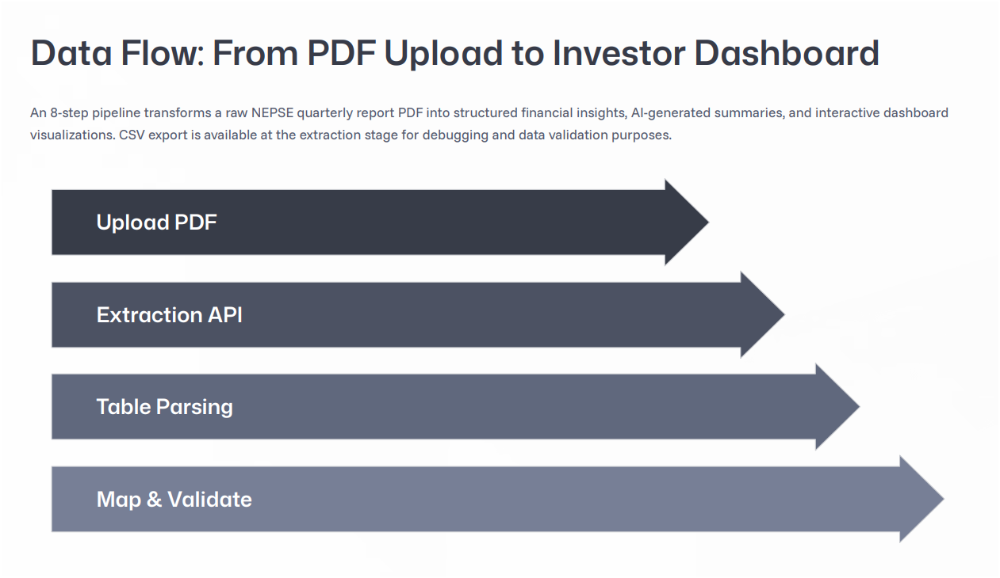 Data Flow: From PDF Upload to Investor Dashboard
An 8-step pipeline transforms a raw NEPSE quarterly report PDF into structured financial insights, AI-generated summaries, and interactive dashboard
visualizations. CSV export is available at the extraction stage for debugging and data validation purposes.
Upload PDF
Extraction API
Table Parsing
Map & Validate